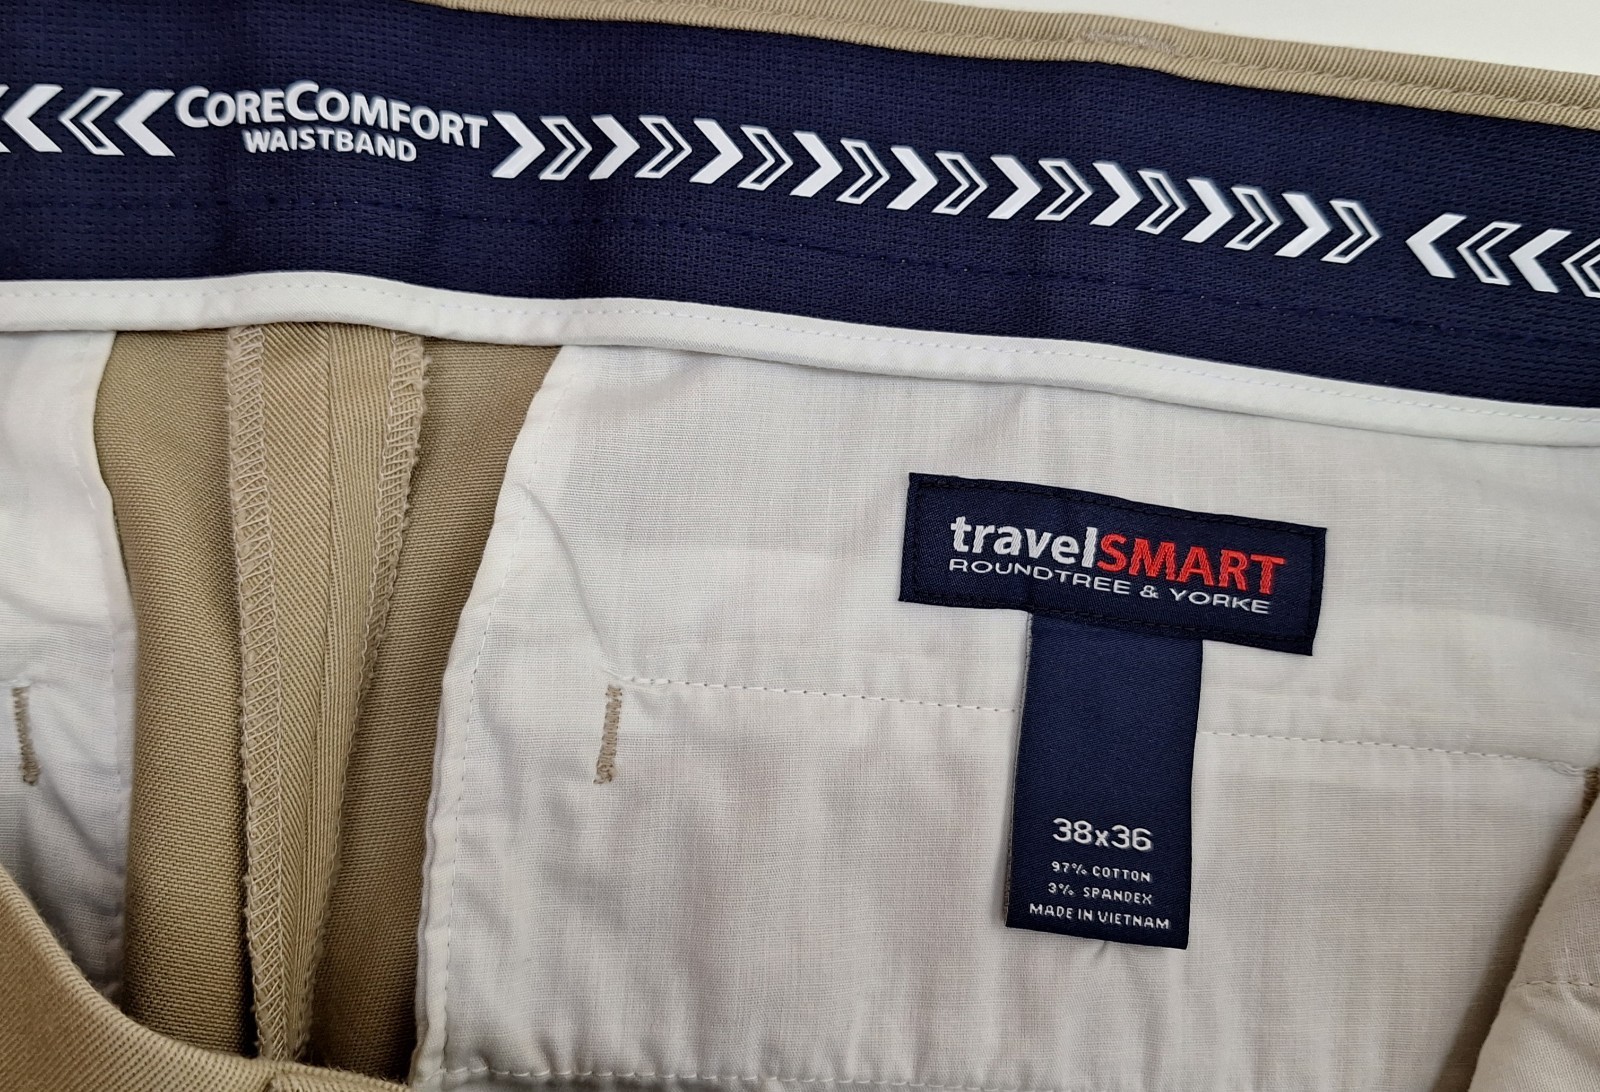 CORECOMFORT
WAISTBAND
travelSMART
ROUNDTREE & YORKE
38x36
97% COTTON
3% SPANDEX
MADE IN VIETNAM